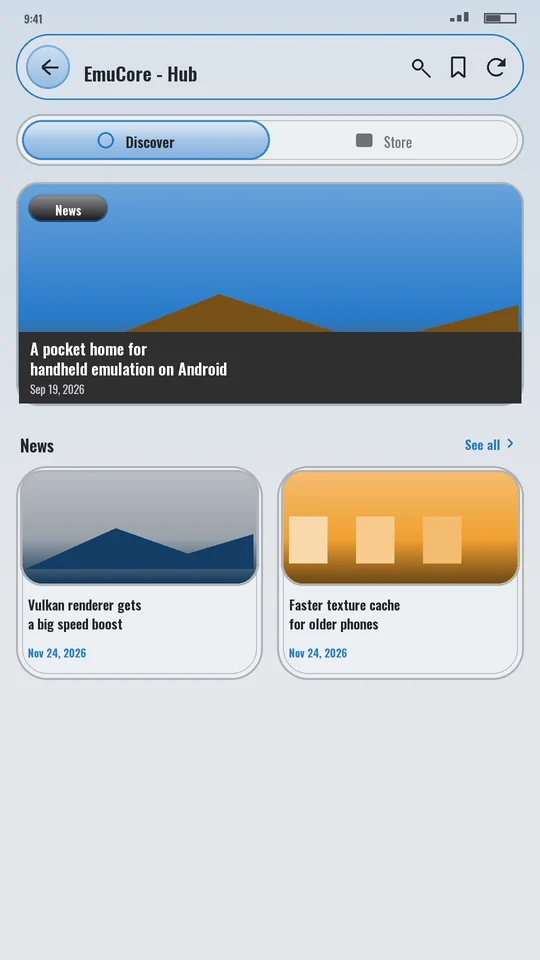 9:41
EmuCore - Hub
Discover
Store
News
A pocket home for
handheld emulation on Android
Sep 19, 2026
News
See all
Vulkan renderer gets
a big speed boost
Nov 24, 2026
Faster texture cache
for older phones
Nov 24, 2026